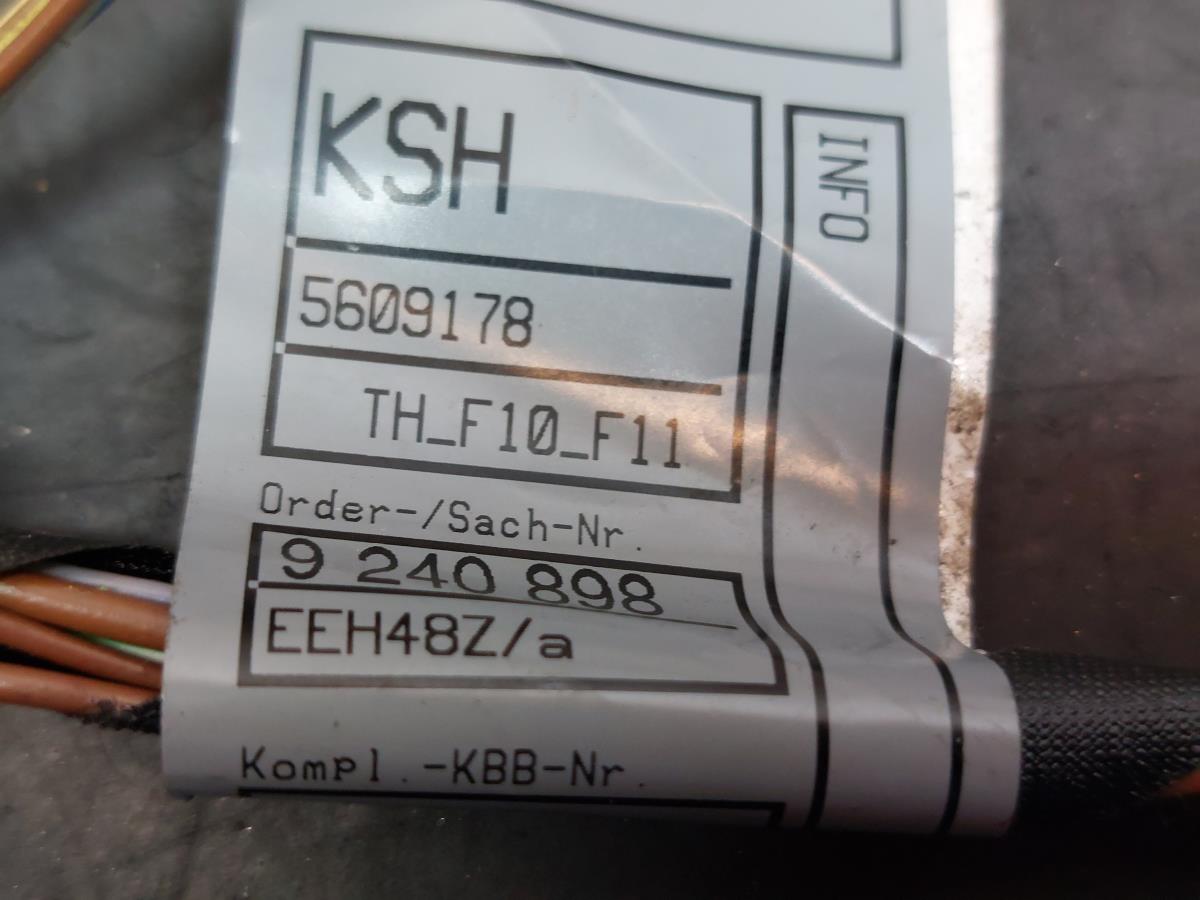 KSH
INFO
5609178
TH_F10_F11
Order-/Sach-Nr.
9 240 898
EEH48Z/a
Kompl.-KBB-Nr.